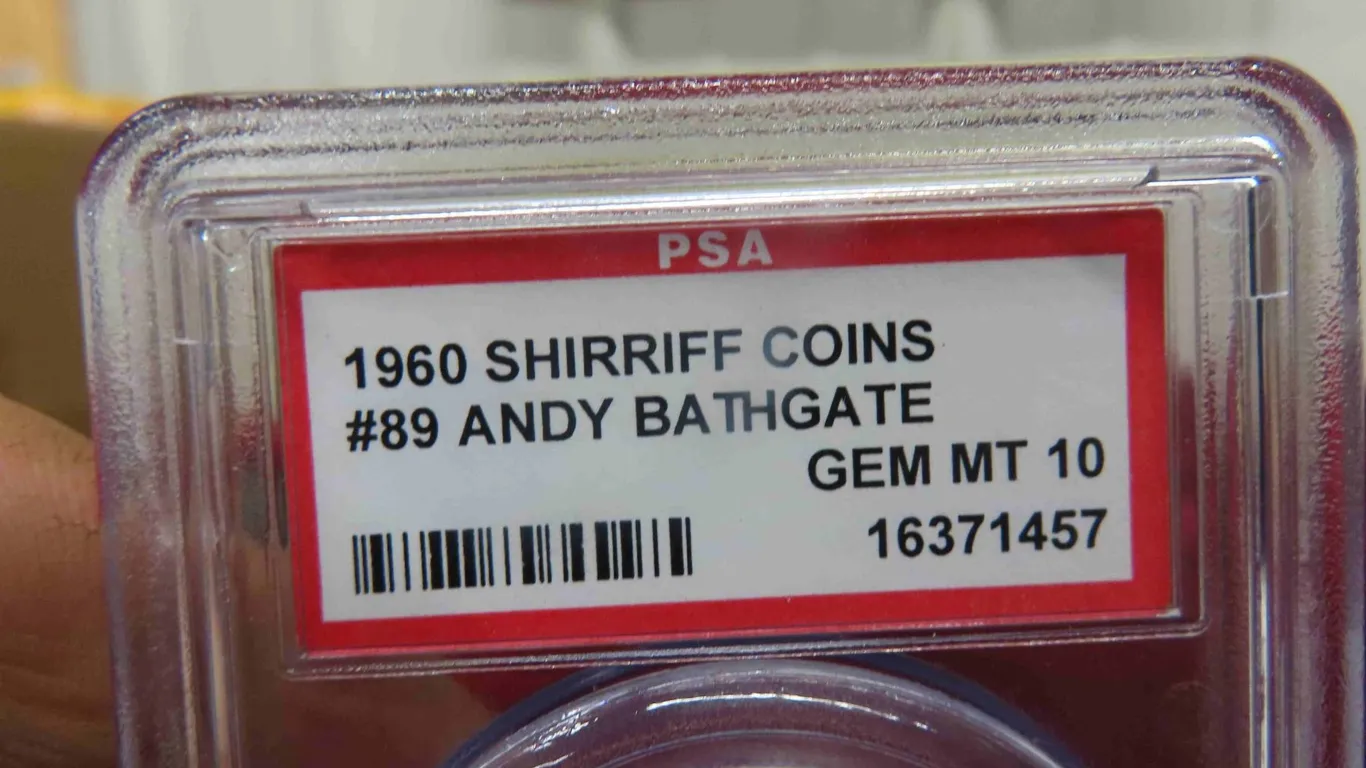 PSA
1960 SHIRRIFF COINS
#89 ANDY BATHGATE
GEM MT 10
16371457